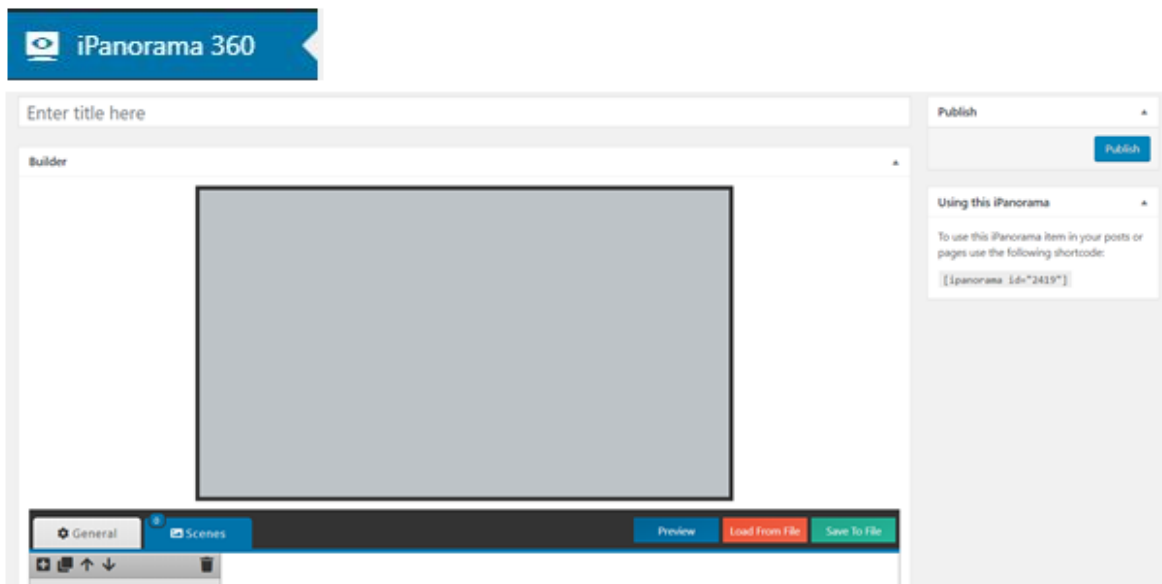 iPanorama 360
Enter title here
Publish
Publish
Builder
Using this iPanorama
To use this iPanorama item in your posts or
pages use the following shortcode:
[ipanorama id="2419"]
General
0
Scenes
Preview
Load From File
Save To File